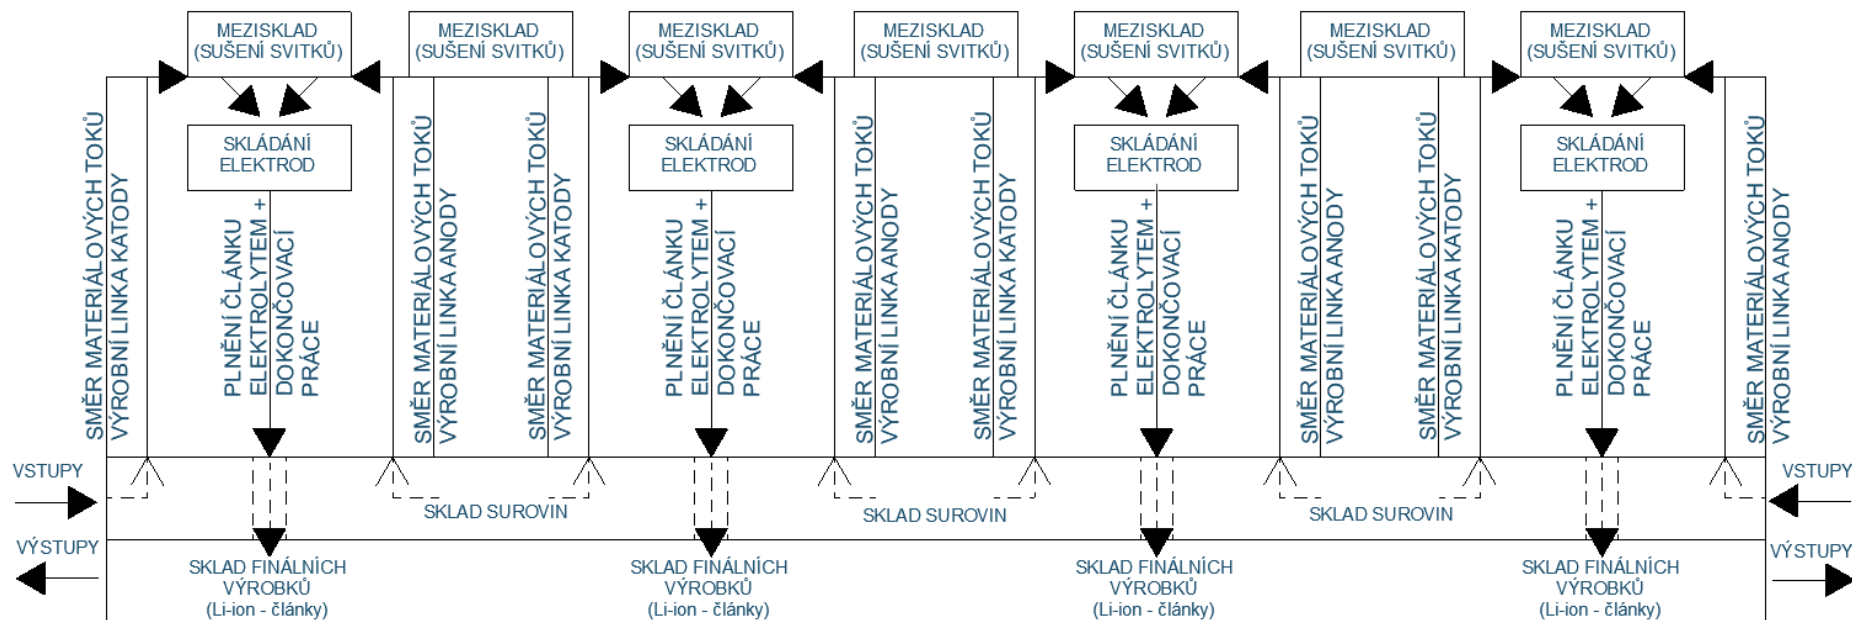 MEZISKLAD
(SUŠENÍ SVITKŮ)
MEZISKLAD
(SUŠENÍ SVITKŮ)
MEZISKLAD
(SUŠENÍ SVITKŮ)
MEZISKLAD
(SUŠENÍ SVITKŮ)
MEZISKLAD
(SUŠENÍ SVITKŮ)
MEZISKLAD
(SUŠENÍ SVITKŮ)
MEZISKLAD
(SUŠENÍ SVITKŮ)
SKLÁDÁNÍ
ELEKTROD
SKLÁDÁNÍ
ELEKTROD
SKLÁDÁNÍ
ELEKTROD
SKLÁDÁNÍ
ELEKTROD
SMĚR MATERIÁLOVÝCH TOKŮ
VÝROBNÍ LINKA KATODY
PLNĚNÍ ČLÁNKU
ELEKTROLYTEM +
DOKONČOVACÍ
PRÁCE
SMĚR MATERIÁLOVÝCH TOKŮ
VÝROBNÍ LINKA ANODY
SMĚR MATERIÁLOVÝCH TOKŮ
VÝROBNÍ LINKA KATODY
PLNĚNÍ ČLÁNKU
ELEKTROLYTEM +
DOKONČOVACÍ
PRÁCE
SMĚR MATERIÁLOVÝCH TOKŮ
VÝROBNÍ LINKA ANODY
SMĚR MATERIÁLOVÝCH TOKŮ
VÝROBNÍ LINKA KATODY
PLNĚNÍ ČLÁNKU
ELEKTROLYTEM +
DOKONČOVACÍ
PRÁCE
SMĚR MATERIÁLOVÝCH TOKŮ
VÝROBNÍ LINKA ANODY
SMĚR MATERIÁLOVÝCH TOKŮ
VÝROBNÍ LINKA KATODY
PLNĚNÍ ČLÁNKU
ELEKTROLYTEM +
DOKONČOVACÍ
PRÁCE
SMĚR MATERIÁLOVÝCH TOKŮ
VÝROBNÍ LINKA ANODY
VSTUPY
VSTUPY
SKLAD SUROVIN
SKLAD SUROVIN
SKLAD SUROVIN
VÝSTUPY
VÝSTUPY
SKLAD FINÁLNÍCH
VÝROBKŮ
(Li-ion - články)
SKLAD FINÁLNÍCH
VÝROBKŮ
(Li-ion - články)
SKLAD FINÁLNÍCH
VÝROBKŮ
(Li-ion - články)
SKLAD FINÁLNÍCH
VÝROBKŮ
(Li-ion - články)